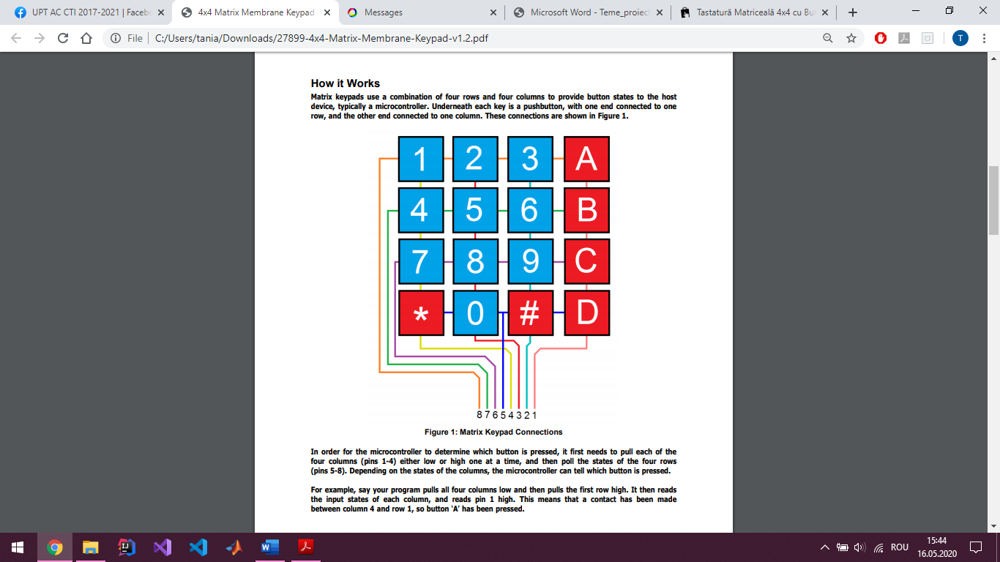 UPT AC CTI 2017-2021 | Facebo
4x4 Matrix Membrane Keypad
Messages
Microsoft Word - Teme_proiect
Tastatură Matriceală 4x4 cu But
File
C:/Users/tania/Downloads/27899-4x4-Matrix-Membrane-Keypad-v1.2.pdf
T
How it Works
Matrix keypads use a combination of four rows and four columns to provide button states to the host
device, typically a microcontroller. Underneath each key is a pushbutton, with one end connected to one
row, and the other end connected to one column. These connections are shown in Figure 1.
1 2 3 A
4 5 6 B
7 8 9 C
* 0 # D
8 7 6 5 4 3 2 1
Figure 1: Matrix Keypad Connections
In order for the microcontroller to determine which button is pressed, it first needs to pull each of the
four columns (pins 1-4) either low or high one at a time, and then poll the states of the four rows
(pins 5-8). Depending on the states of the columns, the microcontroller can tell which button is pressed.
For example, say your program pulls all four columns low and then pulls the first row high. It then reads
the input states of each column, and reads pin 1 high. This means that a contact has been made
between column 4 and row 1, so button ‘A’ has been pressed.
ROU
15:44
16.05.2020